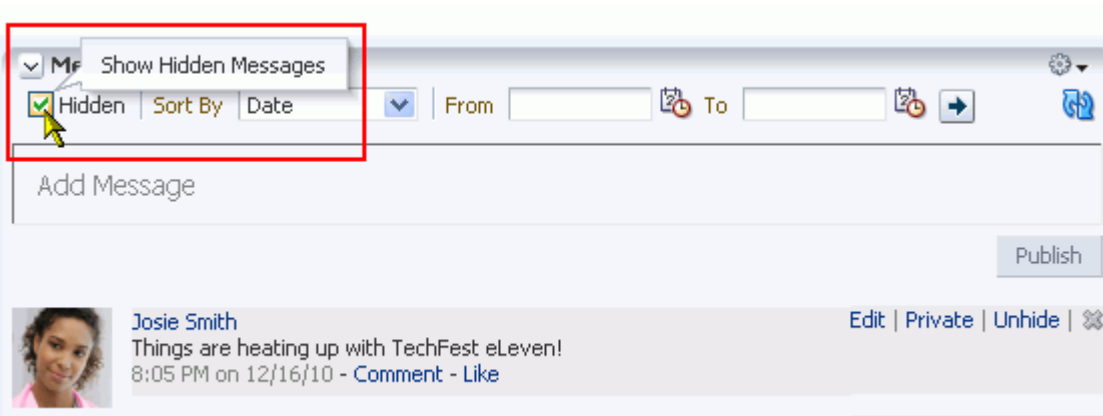 Me
Show Hidden Messages
Hidden Sort By Date From To
Add Message
Publish
Josie Smith Edit | Private | Unhide |
Things are heating up with TechFest eLeven!
8:05 PM on 12/16/10 - Comment - Like